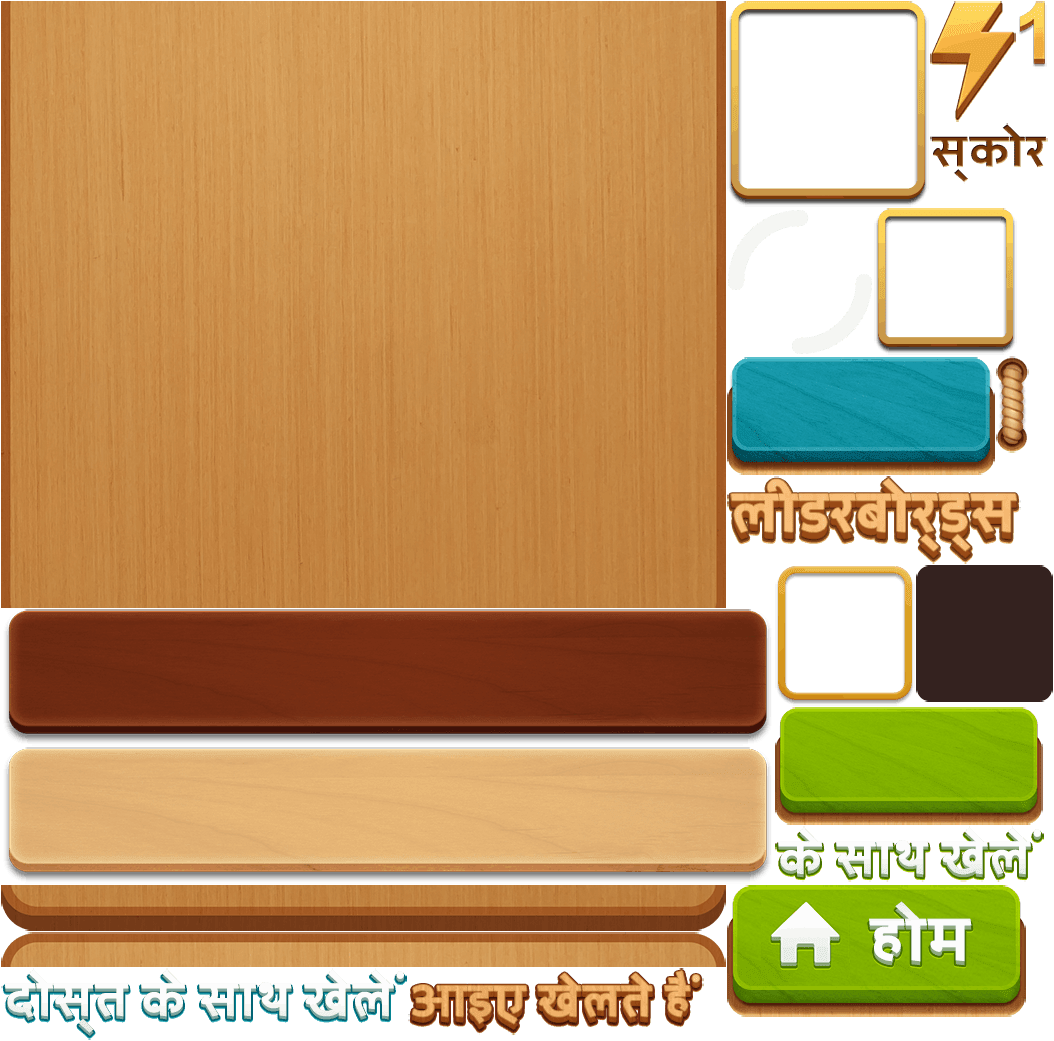 1
स्कोर
लीडरबोर्ड्स
के साथ खेलें
होम
दोस्त के साथ खेलें
आइए खेलते हैं